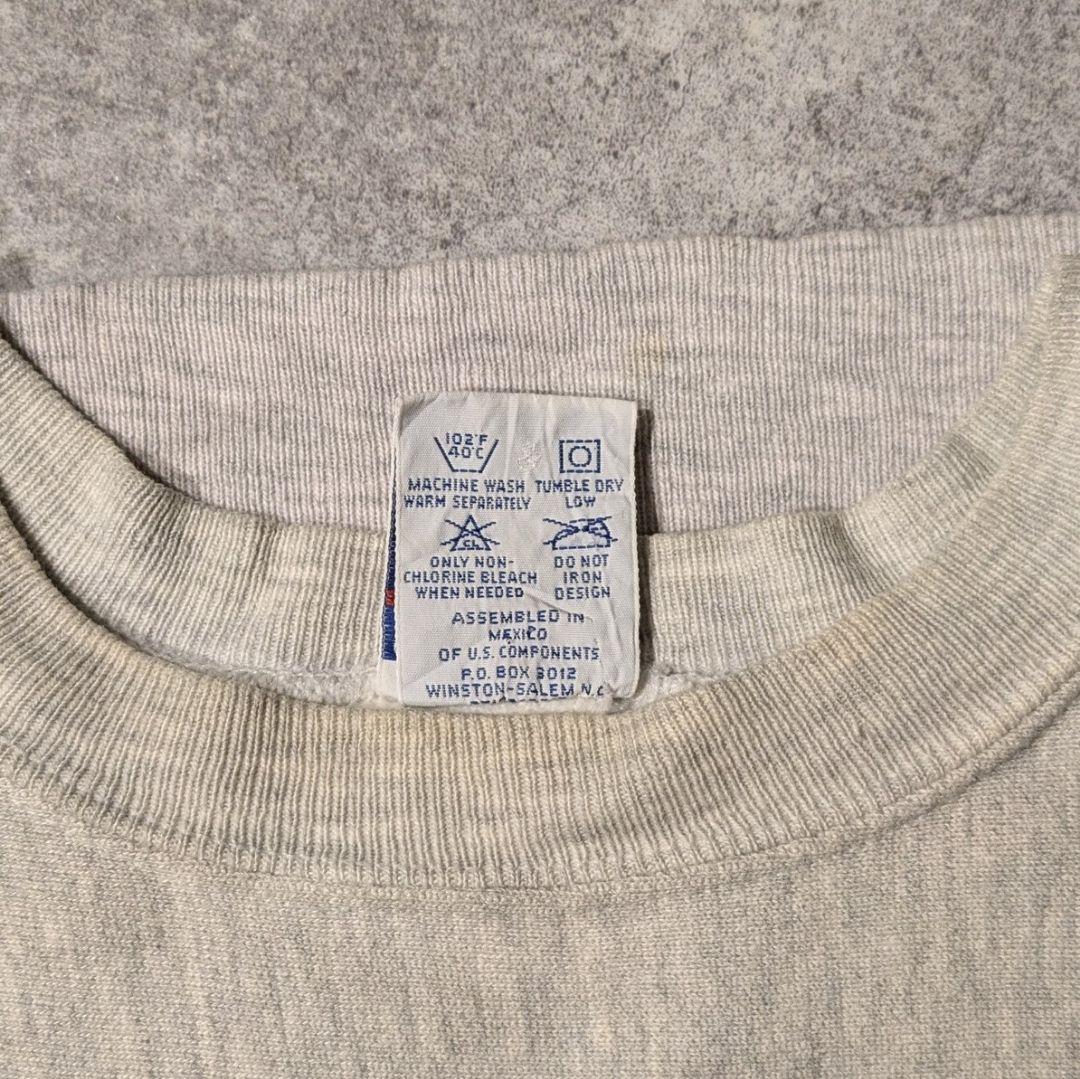 102°F
40°C
MACHINE WASH
WARM SEPARATELY
TUMBLE DRY
LOW
CL
ONLY NON-
CHLORINE BLEACH
WHEN NEEDED
DO NOT
IRON
DESIGN
ASSEMBLED IN
MEXICO
OF U.S. COMPONENTS
P.O. BOX 3012
WINSTON-SALEM N.C